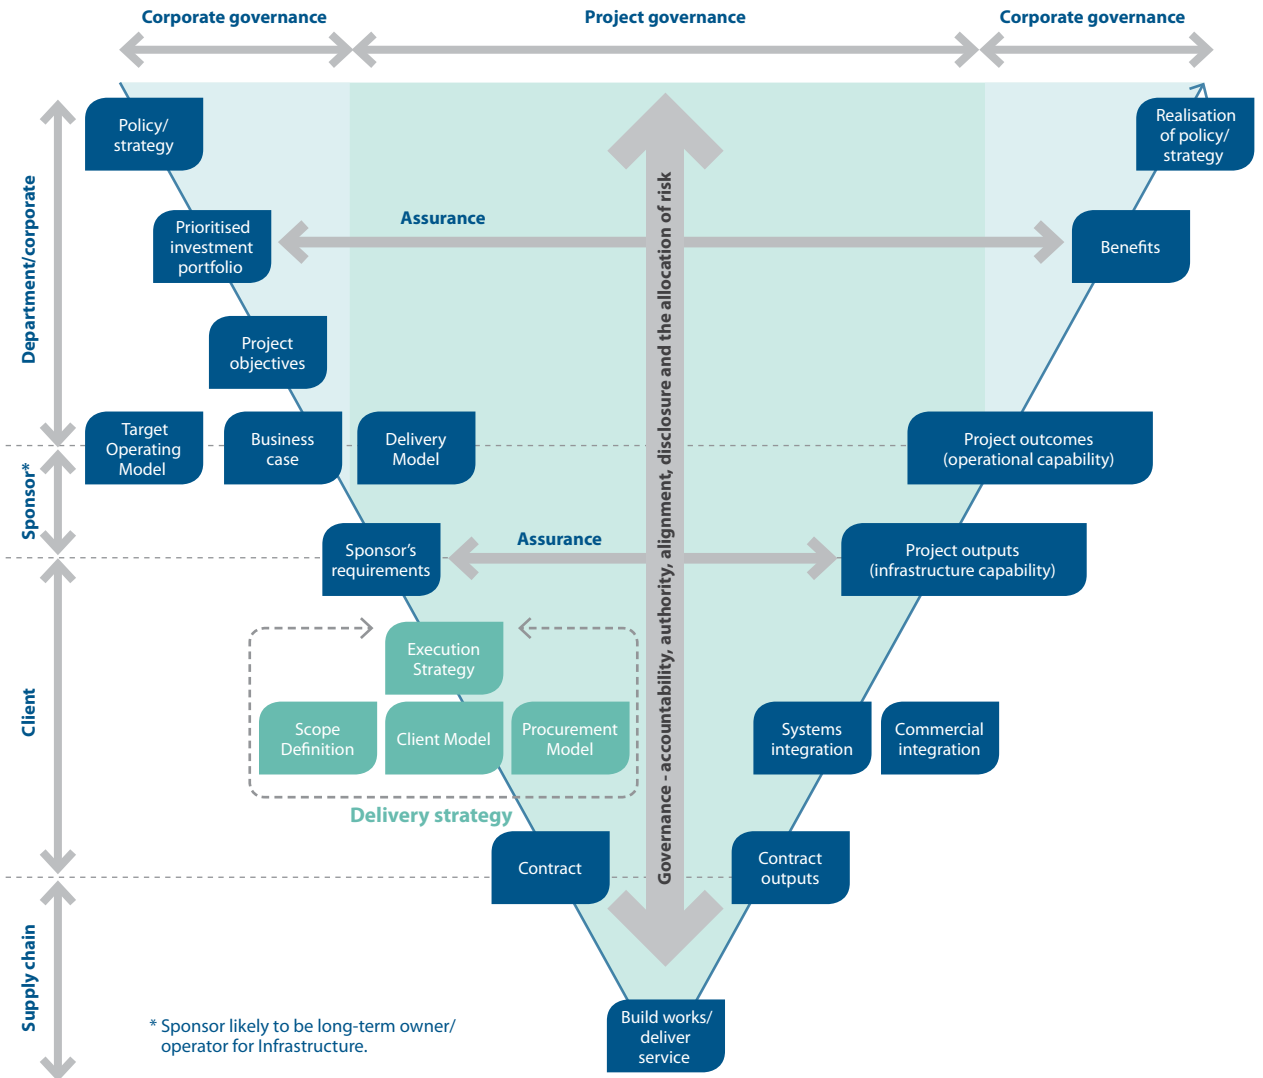 Corporate governance
Project governance
Corporate governance
Department/corporate
Policy/
strategy
Realisation
of policy/
strategy
Prioritised
investment
portfolio
Assurance
Benefits
Governance - accountability, authority, alignment, disclosure and the allocation of risk
Project
objectives
Target
Operating
Model
Business
case
Delivery
Model
Project outcomes
(operational capability)
Sponsor*
Sponsor's
requirements
Assurance
Project outputs
(infrastructure capability)
Client
Execution
Strategy
Scope
Definition
Client Model
Procurement
Model
Delivery strategy
Systems
integration
Commercial
integration
Contract
Contract
outputs
Supply chain
Build works/
deliver
service
* Sponsor likely to be long-term owner/
operator for Infrastructure.